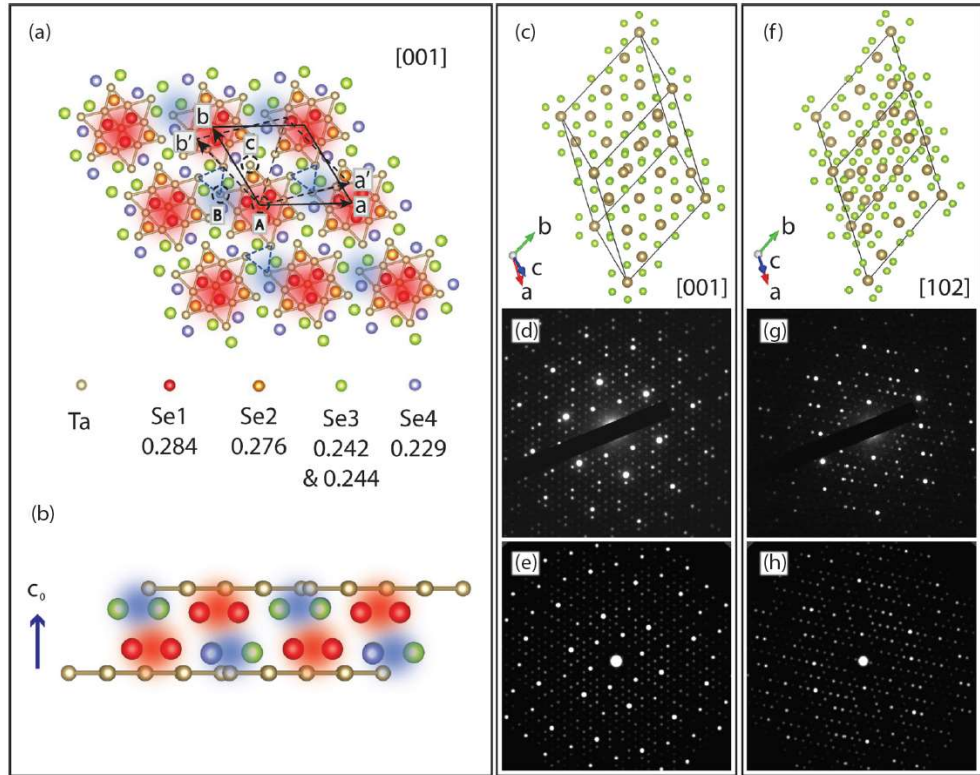 (a)
[001]
b
b'
c
a'
a
B
A
Ta
Se1
0.284
Se2
0.276
Se3
0.242
& 0.244
Se4
0.229
(b)
c₀
(c)
b
c
a
[001]
(d)
(e)
(f)
b
c
a
[102]
(g)
(h)